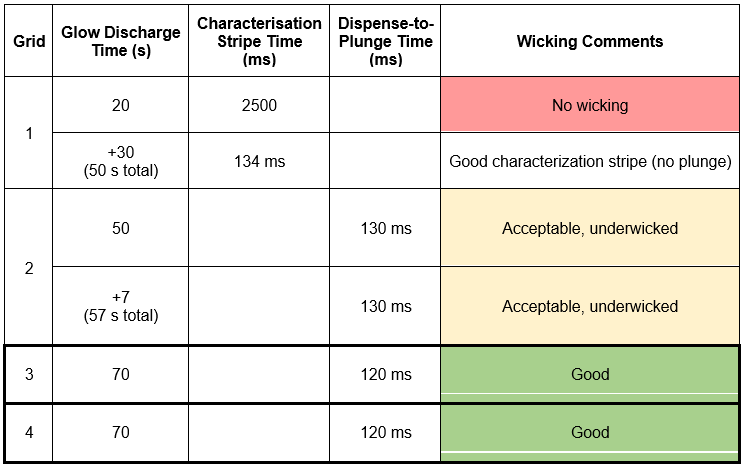 Grid
Glow Discharge
Time (s)
Characterisation
Stripe Time
(ms)
Dispense-to-
Plunge Time
(ms)
Wicking Comments
1
20
2500
No wicking
+30
(50 s total)
134 ms
Good characterization stripe (no plunge)
2
50
130 ms
Acceptable, underwicked
+7
(57 s total)
130 ms
Acceptable, underwicked
3
70
120 ms
Good
4
70
120 ms
Good